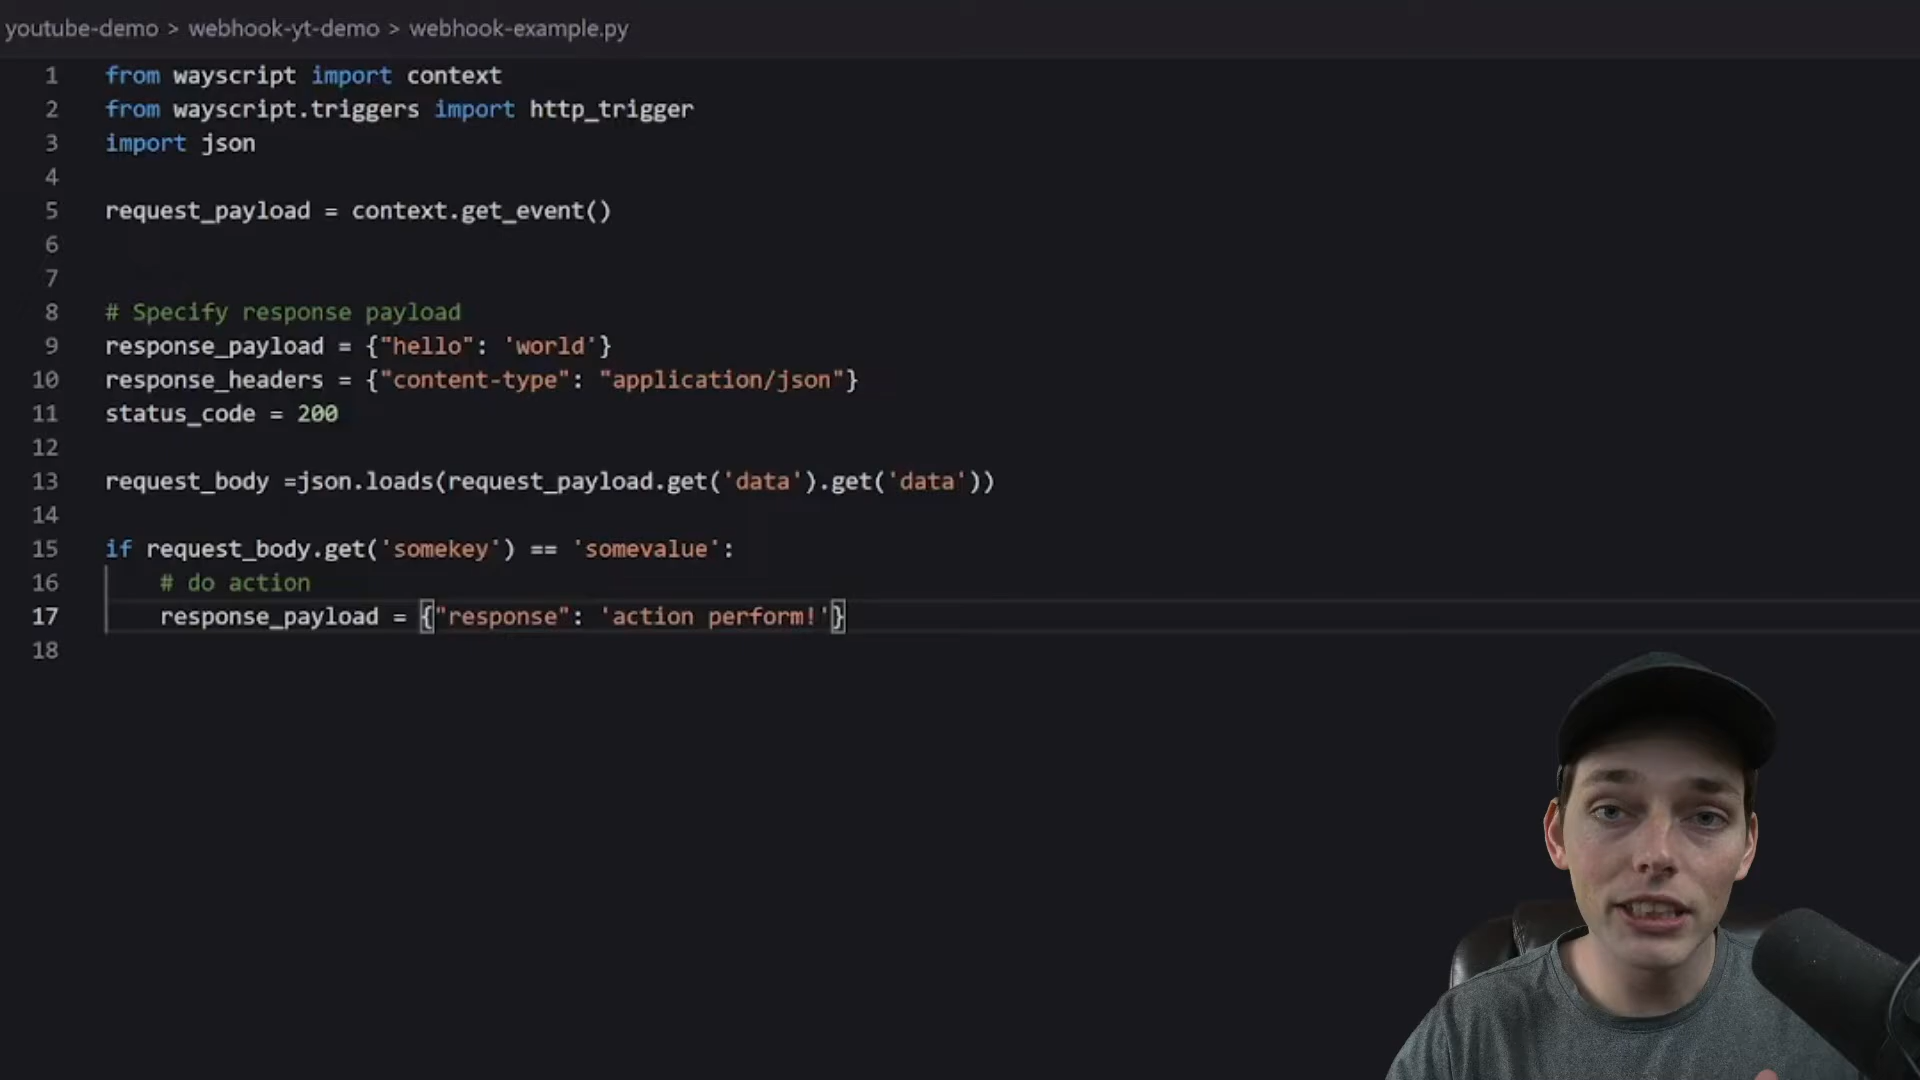 youtube-demo > webhook-yt-demo > webhook-example.py
1 from wayscript import context
2 from wayscript.triggers import http_trigger
3 import json
4
5 request_payload = context.get_event()
6
7
8 # Specify response payload
9 response_payload = {"hello": 'world'}
10 response_headers = {"content-type": "application/json"}
11 status_code = 200
12
13 request_body =json.loads(request_payload.get('data').get('data'))
14
15 if request_body.get('somekey') == 'somevalue':
16     # do action
17     response_payload = {"response": 'action perform!'}
18